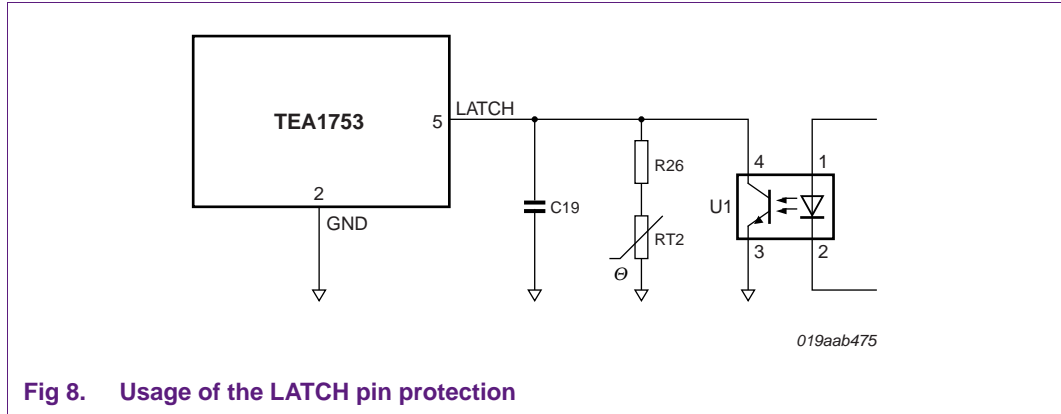 TEA1753
5
LATCH
2
GND
C19
R26
RT2
Θ
U1
4
1
3
2
019aab475
Fig 8. Usage of the LATCH pin protection